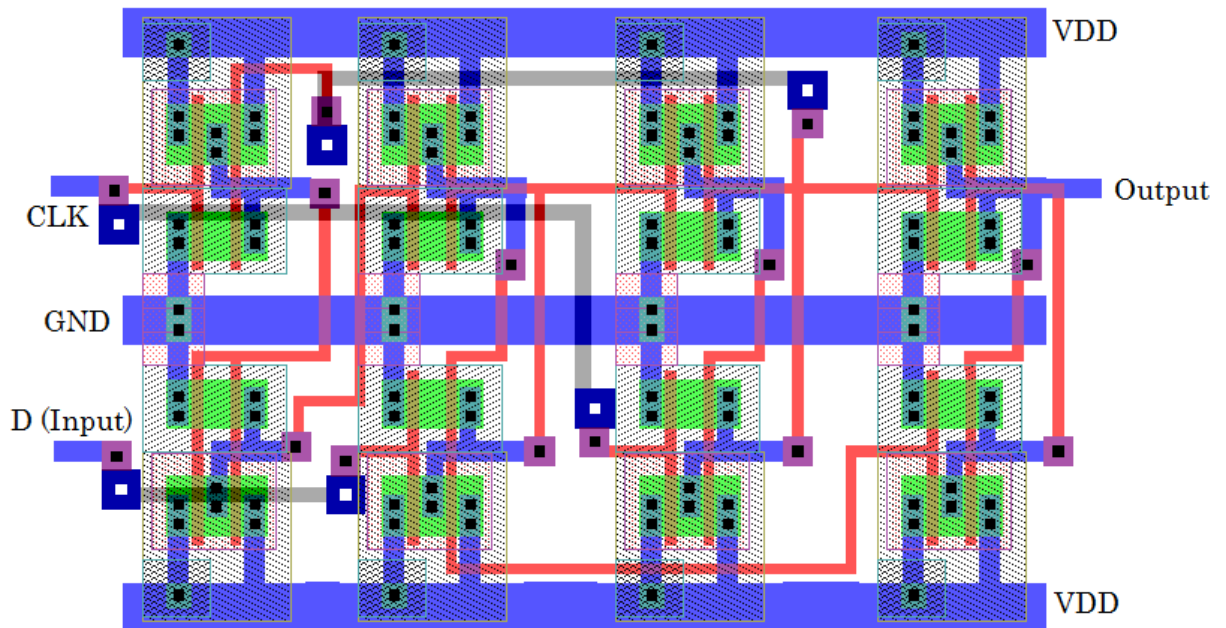 VDD
CLK
Output
GND
D (Input)
VDD